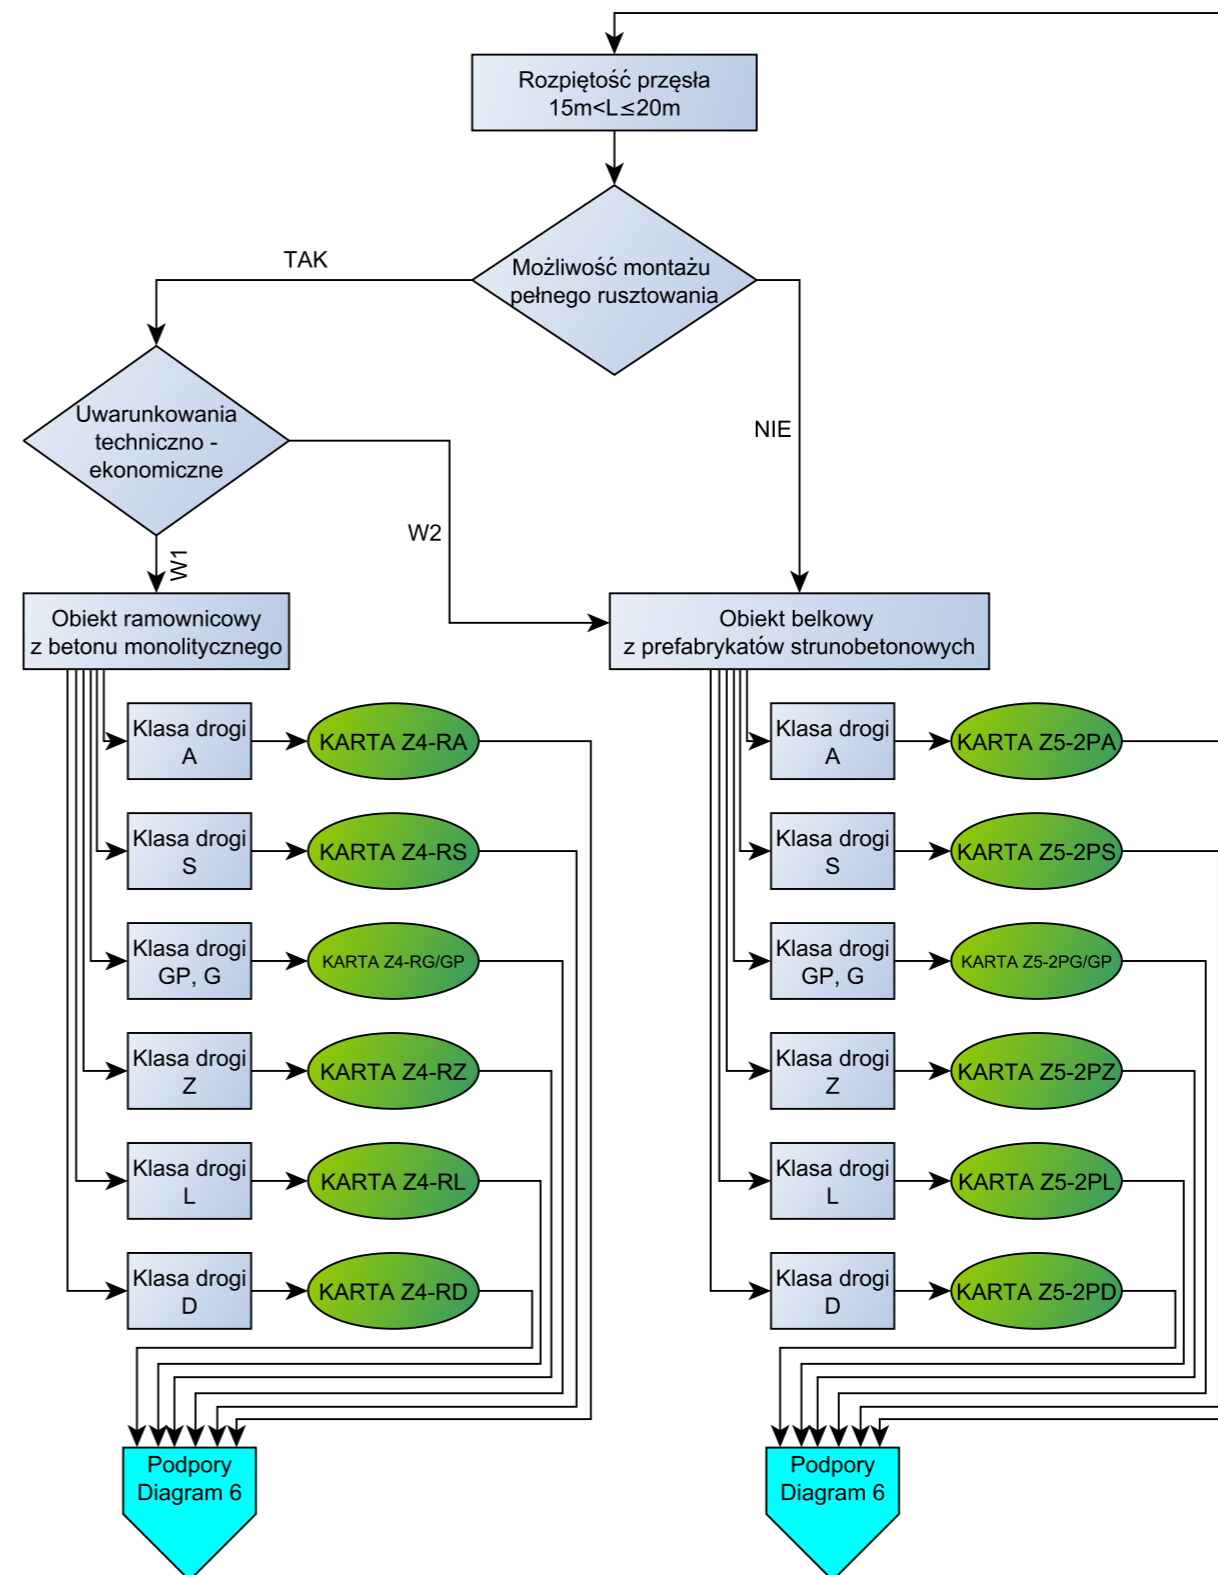 Rozpiętość przęsła
15m<L≤20m
Możliwość montażu
pełnego rusztowania
TAK
NIE
Uwarunkowania
techniczno -
ekonomiczne
W1
W2
Obiekt ramownicowy
z betonu monolitycznego
Klasa drogi
A
KARTA Z4-RA
Klasa drogi
S
KARTA Z4-RS
Klasa drogi
GP, G
KARTA Z4-RG/GP
Klasa drogi
Z
KARTA Z4-RZ
Klasa drogi
L
KARTA Z4-RL
Klasa drogi
D
KARTA Z4-RD
Podpory
Diagram 6
Obiekt belkowy
z prefabrykatów strunobetonowych
Klasa drogi
A
KARTA Z5-2PA
Klasa drogi
S
KARTA Z5-2PS
Klasa drogi
GP, G
KARTA Z5-2PG/GP
Klasa drogi
Z
KARTA Z5-2PZ
Klasa drogi
L
KARTA Z5-2PL
Klasa drogi
D
KARTA Z5-2PD
Podpory
Diagram 6